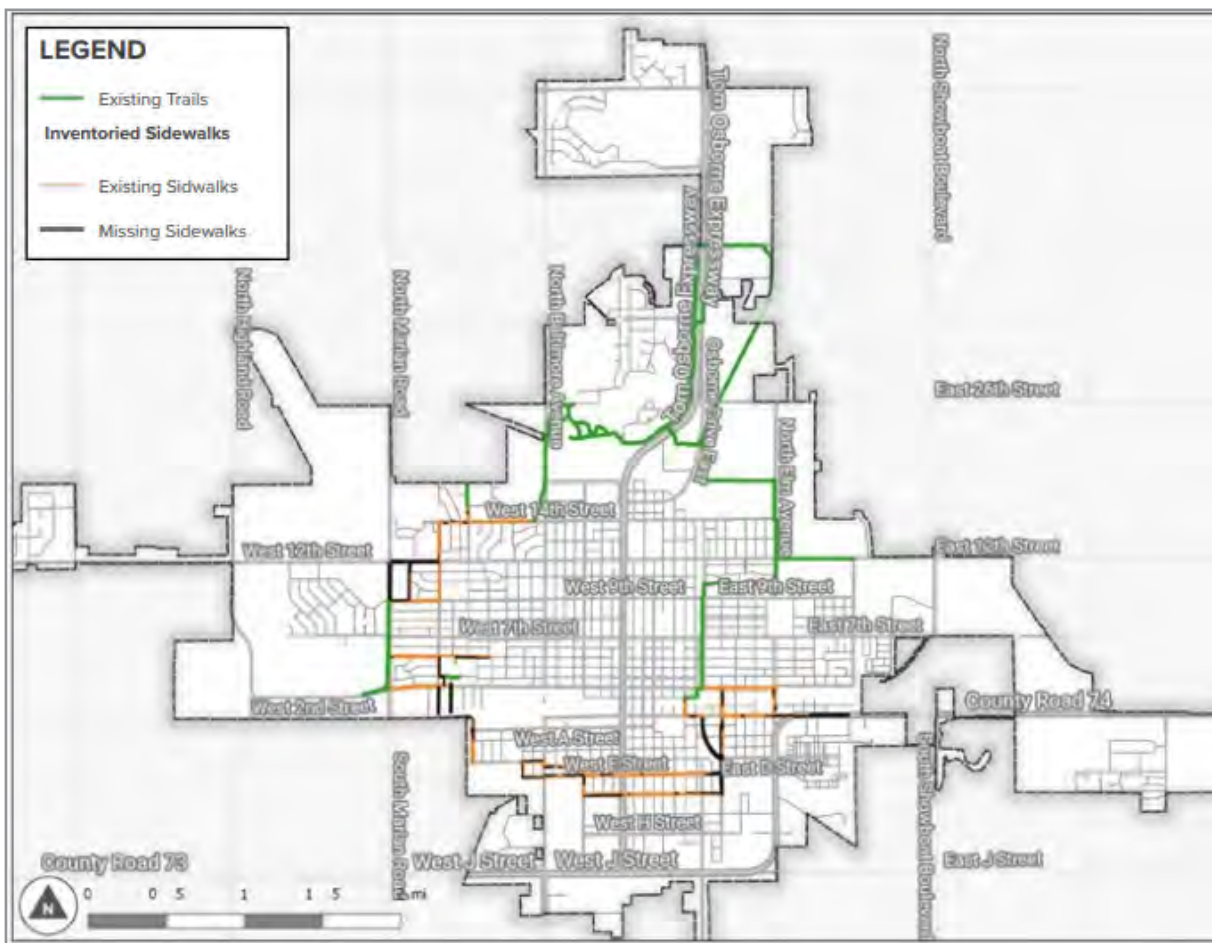 LEGEND
Existing Trails
Inventoried Sidewalks
Existing Sidwalks
Missing Sidewalks
Tom Osborne Expressway
North Showboat Boulevard
Tom Osborne Expressway
North Highland Road
North Marian Road
North Baltimore Avenue
Osborne Drive East
East 26th Street
North Elm Avenue
West 14th Street
West 12th Street
East 12th Street
West 9th Street
East 9th Street
West 7th Street
East 7th Street
West 2nd Street
County Road 74
West A Street
West E Street
East D Street
South Marian Road
South Showboat Boulevard
West H Street
County Road 73
West J Street
West J Street
East J Street
N
0 0 5 1 1 5 2 mi